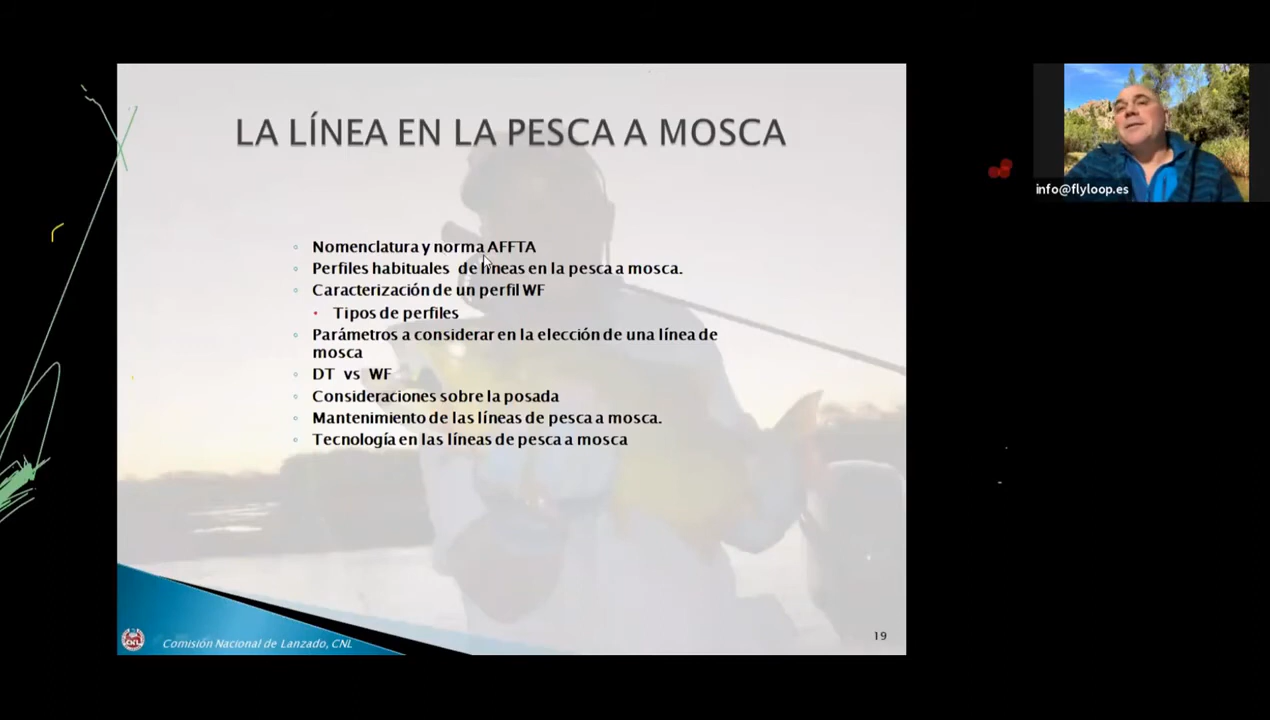 LA LÍNEA EN LA PESCA A MOSCA
Nomenclatura y norma AFFTA
Perfiles habituales de líneas en la pesca a mosca.
Caracterización de un perfil WF
Tipos de perfiles
Parámetros a considerar en la elección de una línea de
mosca
DT vs WF
Consideraciones sobre la posada
Mantenimiento de las líneas de pesca a mosca.
Tecnología en las líneas de pesca a mosca
Comisión Nacional de Lanzado, CNL
19
info@flyloop.es